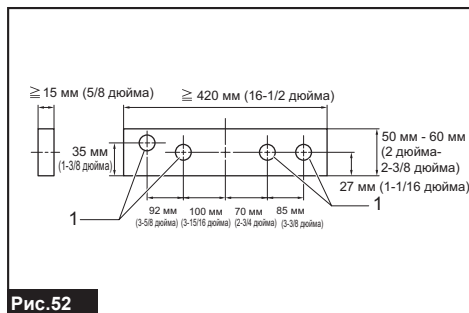 ≧ 15 мм (5/8 дюйма)
≧ 420 мм (16-1/2 дюйма)
35 мм
(1-3/8 дюйма)
50 мм - 60 мм
(2 дюйма-
2-3/8 дюйма)
27 мм (1-1/16 дюйма)
1
92 мм
(3-5/8 дюйма)
100 мм
(3-15/16 дюйма)
70 мм
(2-3/4 дюйма)
85 мм
(3-3/8 дюйма)
1
Рис.52